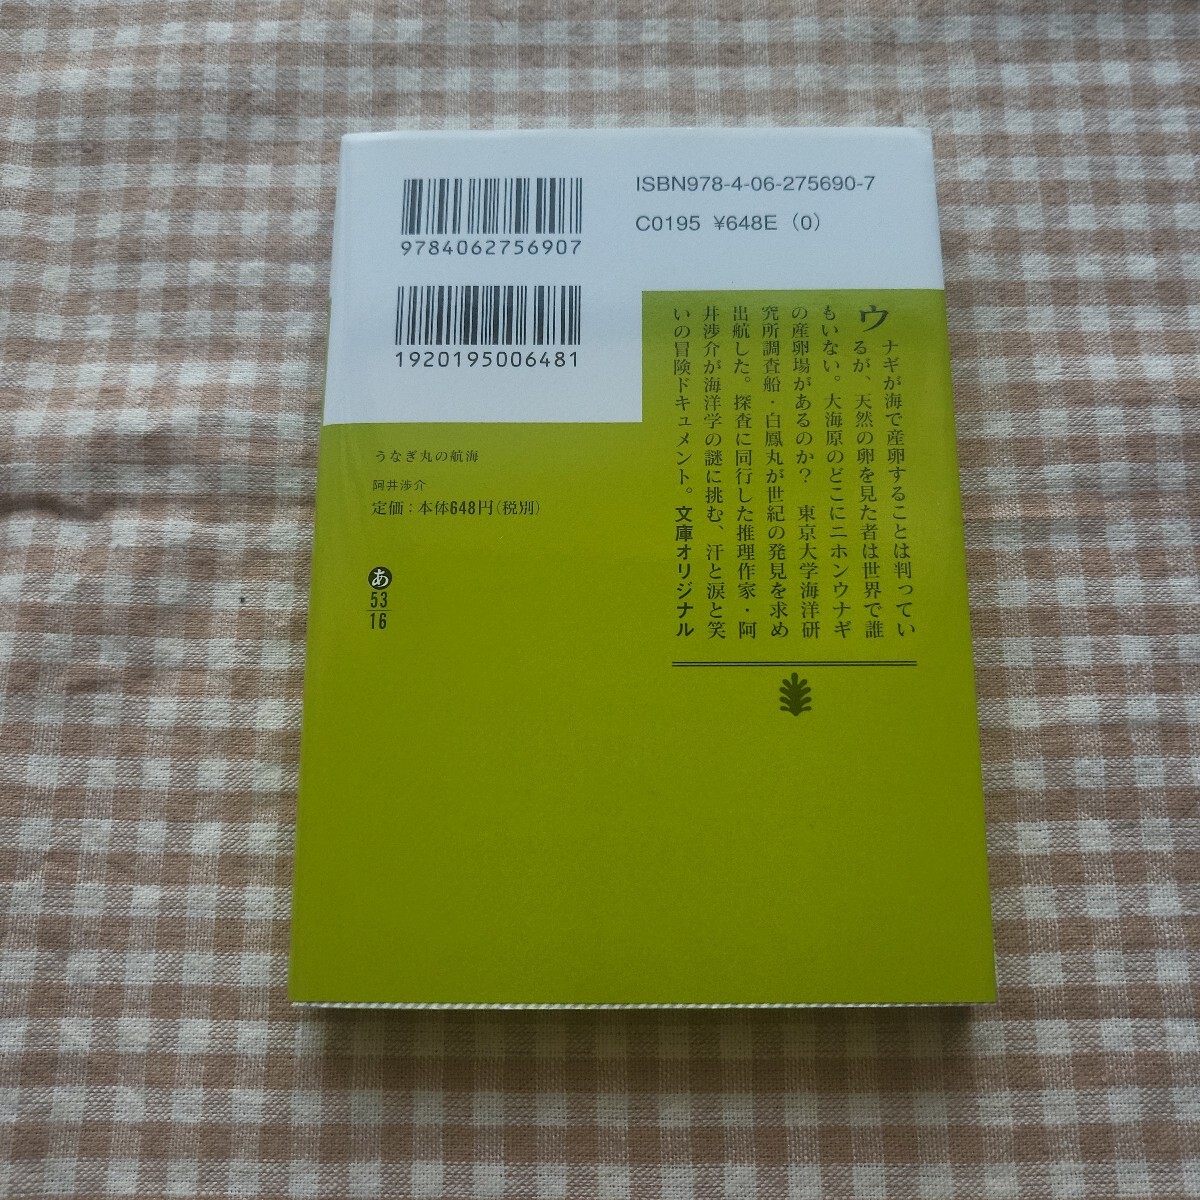 9784062756907
ISBN978-4-06-275690-7
C0195 ¥648E (0)
1920195006481
ウナギが海で産卵することは判ってい
るが、天然の卵を見た者は世界で誰
もいない。大海原のどこにニホンウナギ
の産卵場があるのか? 東京大学海洋研
究所調査船・白鳳丸が世紀の発見を求め
出航した。探査に同行した推理作家・阿
井渉介が海洋学の謎に挑む、汗と涙と笑
いの冒険ドキュメント。文庫オリジナル
うなぎ丸の航海
阿井渉介
定価:本体648円(税別)
あ
53
16